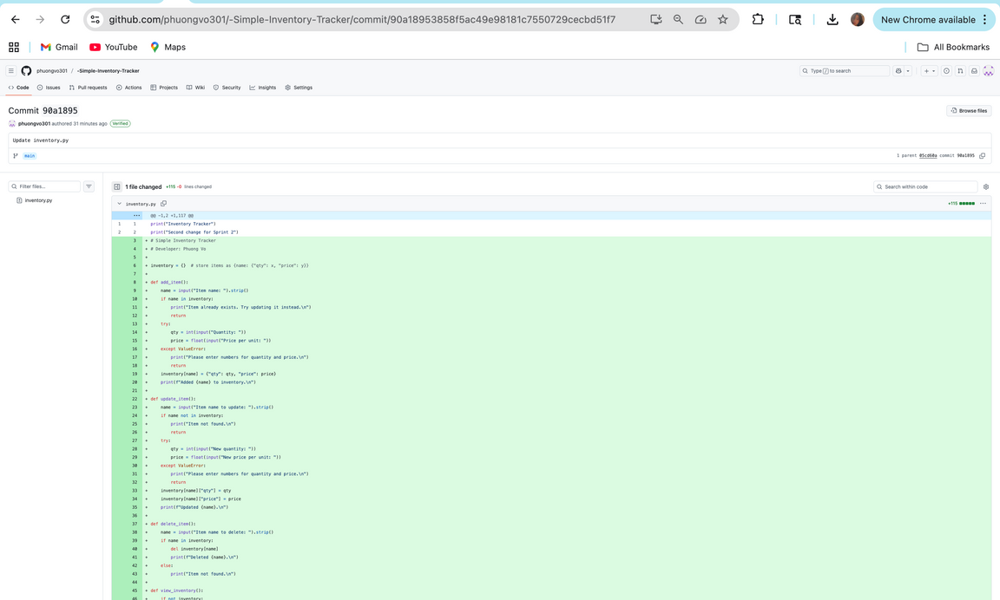 github.com/phuongvo301/-Simple-Inventory-Tracker/commit/90a18953858f5ac49e98181c7550729cecbd51f7
New Chrome available
Gmail
YouTube
Maps
All Bookmarks
phuongvo301 / -Simple-Inventory-Tracker
Type / to search
<> Code
Issues
Pull requests
Actions
Projects
Wiki
Security
Insights
Settings
Commit 90a1895
Browse files
phuongvo301 authored 31 minutes ago Verified
Update inventory.py
main
1 parent 05cd60a commit 90a1895
Filter files...
inventory.py
1 file changed +115 -0 lines changed
Search within code
inventory.py
+115
@@ -1,2 +1,117 @@
1 1 print("Inventory Tracker")
2 2 print("Second change for Sprint 2")
3 + # Simple Inventory Tracker
4 + # Developer: Phuong Vo
5 +
6 + inventory = {}  # store items as {name: {"qty": x, "price": y}}
7 +
8 + def add_item():
9 +     name = input("Item name: ").strip()
10 +     if name in inventory:
11 +         print("Item already exists. Try updating it instead.\n")
12 +         return
13 +     try:
14 +         qty = int(input("Quantity: "))
15 +         price = float(input("Price per unit: "))
16 +     except ValueError:
17 +         print("Please enter numbers for quantity and price.\n")
18 +         return
19 +     inventory[name] = {"qty": qty, "price": price}
20 +     print(f"Added {name} to inventory.\n")
21 +
22 + def update_item():
23 +     name = input("Item name to update: ").strip()
24 +     if name not in inventory:
25 +         print("Item not found.\n")
26 +         return
27 +     try:
28 +         qty = int(input("New quantity: "))
29 +         price = float(input("New price per unit: "))
30 +     except ValueError:
31 +         print("Please enter numbers for quantity and price.\n")
32 +         return
33 +     inventory[name]["qty"] = qty
34 +     inventory[name]["price"] = price
35 +     print(f"Updated {name}.\n")
36 +
37 + def delete_item():
38 +     name = input("Item name to delete: ").strip()
39 +     if name in inventory:
40 +         del inventory[name]
41 +         print(f"Deleted {name}.\n")
42 +     else:
43 +         print("Item not found.\n")
44 +
45 + def view_inventory():
46 +     if not inventory: